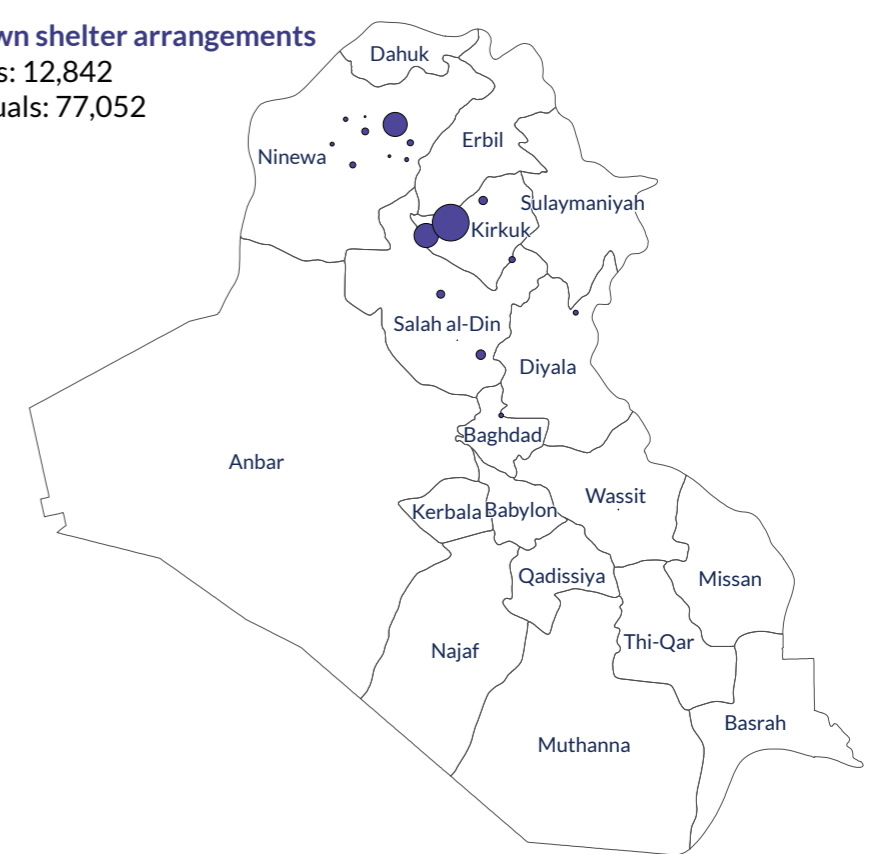 wn shelter arrangements
s: 12,842
uals: 77,052
Dahuk
Erbil
Ninewa
Sulaymaniyah
Kirkuk
Salah al-Din
Diyala
Baghdad
Anbar
Wassit
Kerbala
Babylon
Qadissiya
Missan
Thi-Qar
Najaf
Basrah
Muthanna